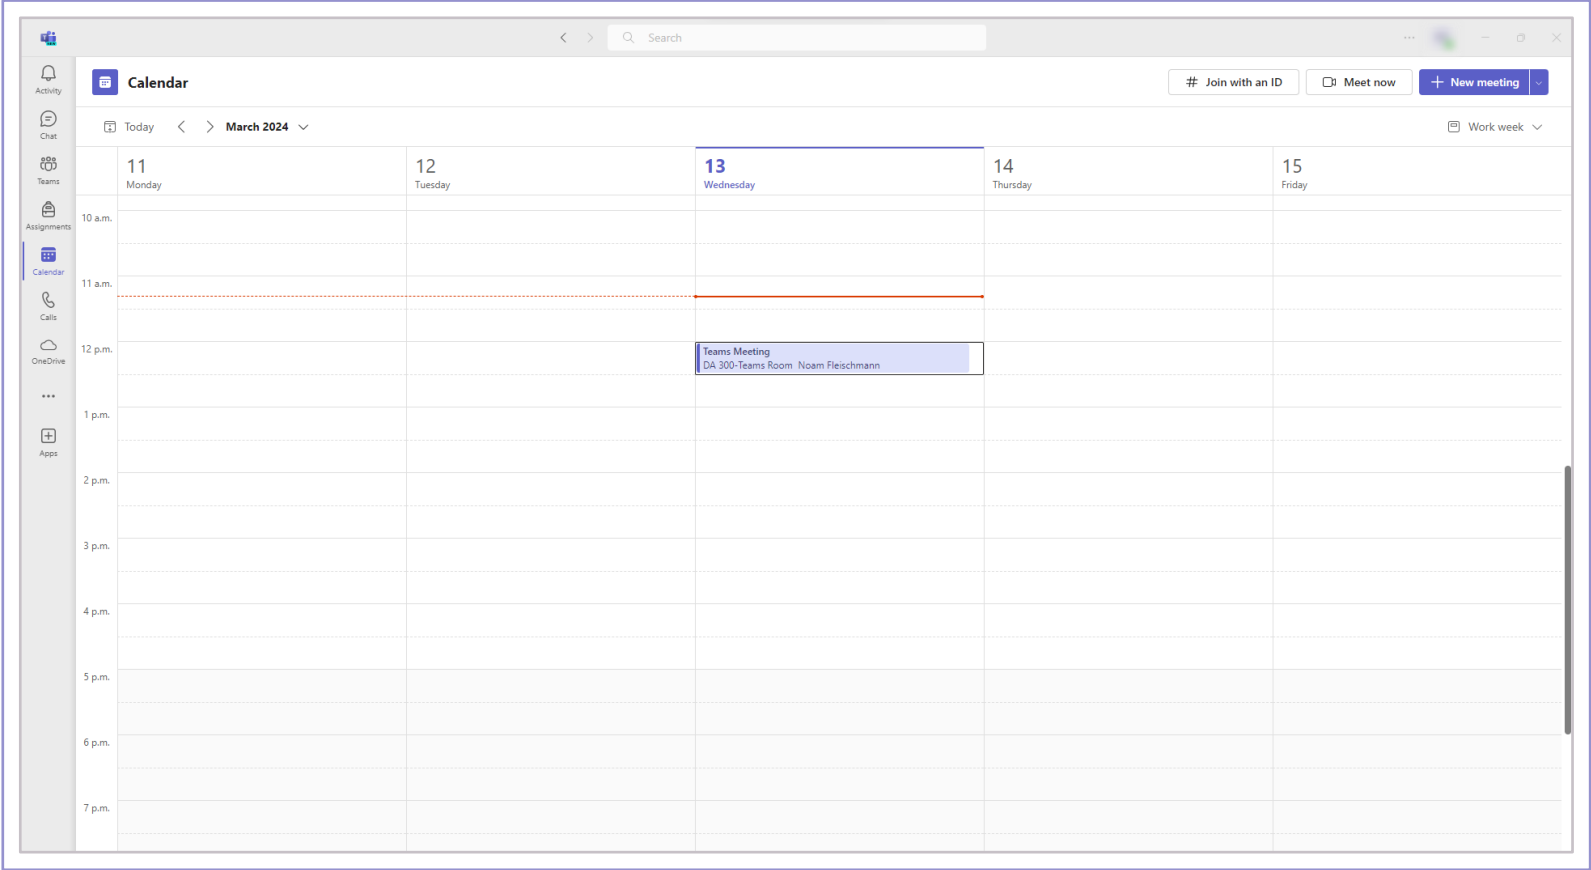 Search
Activity
Chat
Teams
Assignments
Calendar
Calls
OneDrive
Apps
Calendar
# Join with an ID
Meet now
+ New meeting
Today
March 2024
Work week
11
Monday
12
Tuesday
13
Wednesday
14
Thursday
15
Friday
10 a.m.
11 a.m.
12 p.m.
Teams Meeting
DA 300-Teams Room Noam Fleischmann
1 p.m.
2 p.m.
3 p.m.
4 p.m.
5 p.m.
6 p.m.
7 p.m.